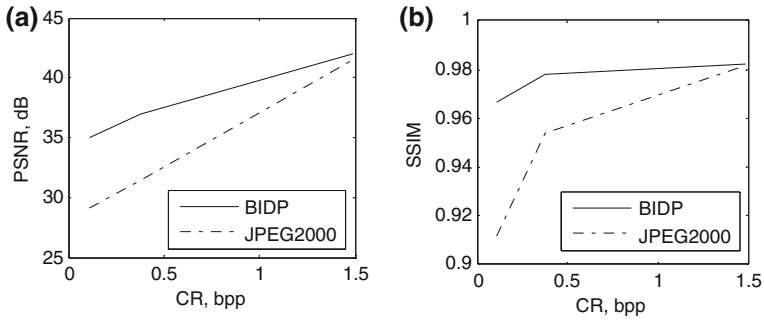 (a)
45
40
35
30
25
PSNR, dB
BIDP
JPEG2000
0
0.5
1
1.5
CR, bpp
(b)
1
0.98
0.96
0.94
0.92
0.9
SSIM
BIDP
JPEG2000
0
0.5
1
1.5
CR, bpp